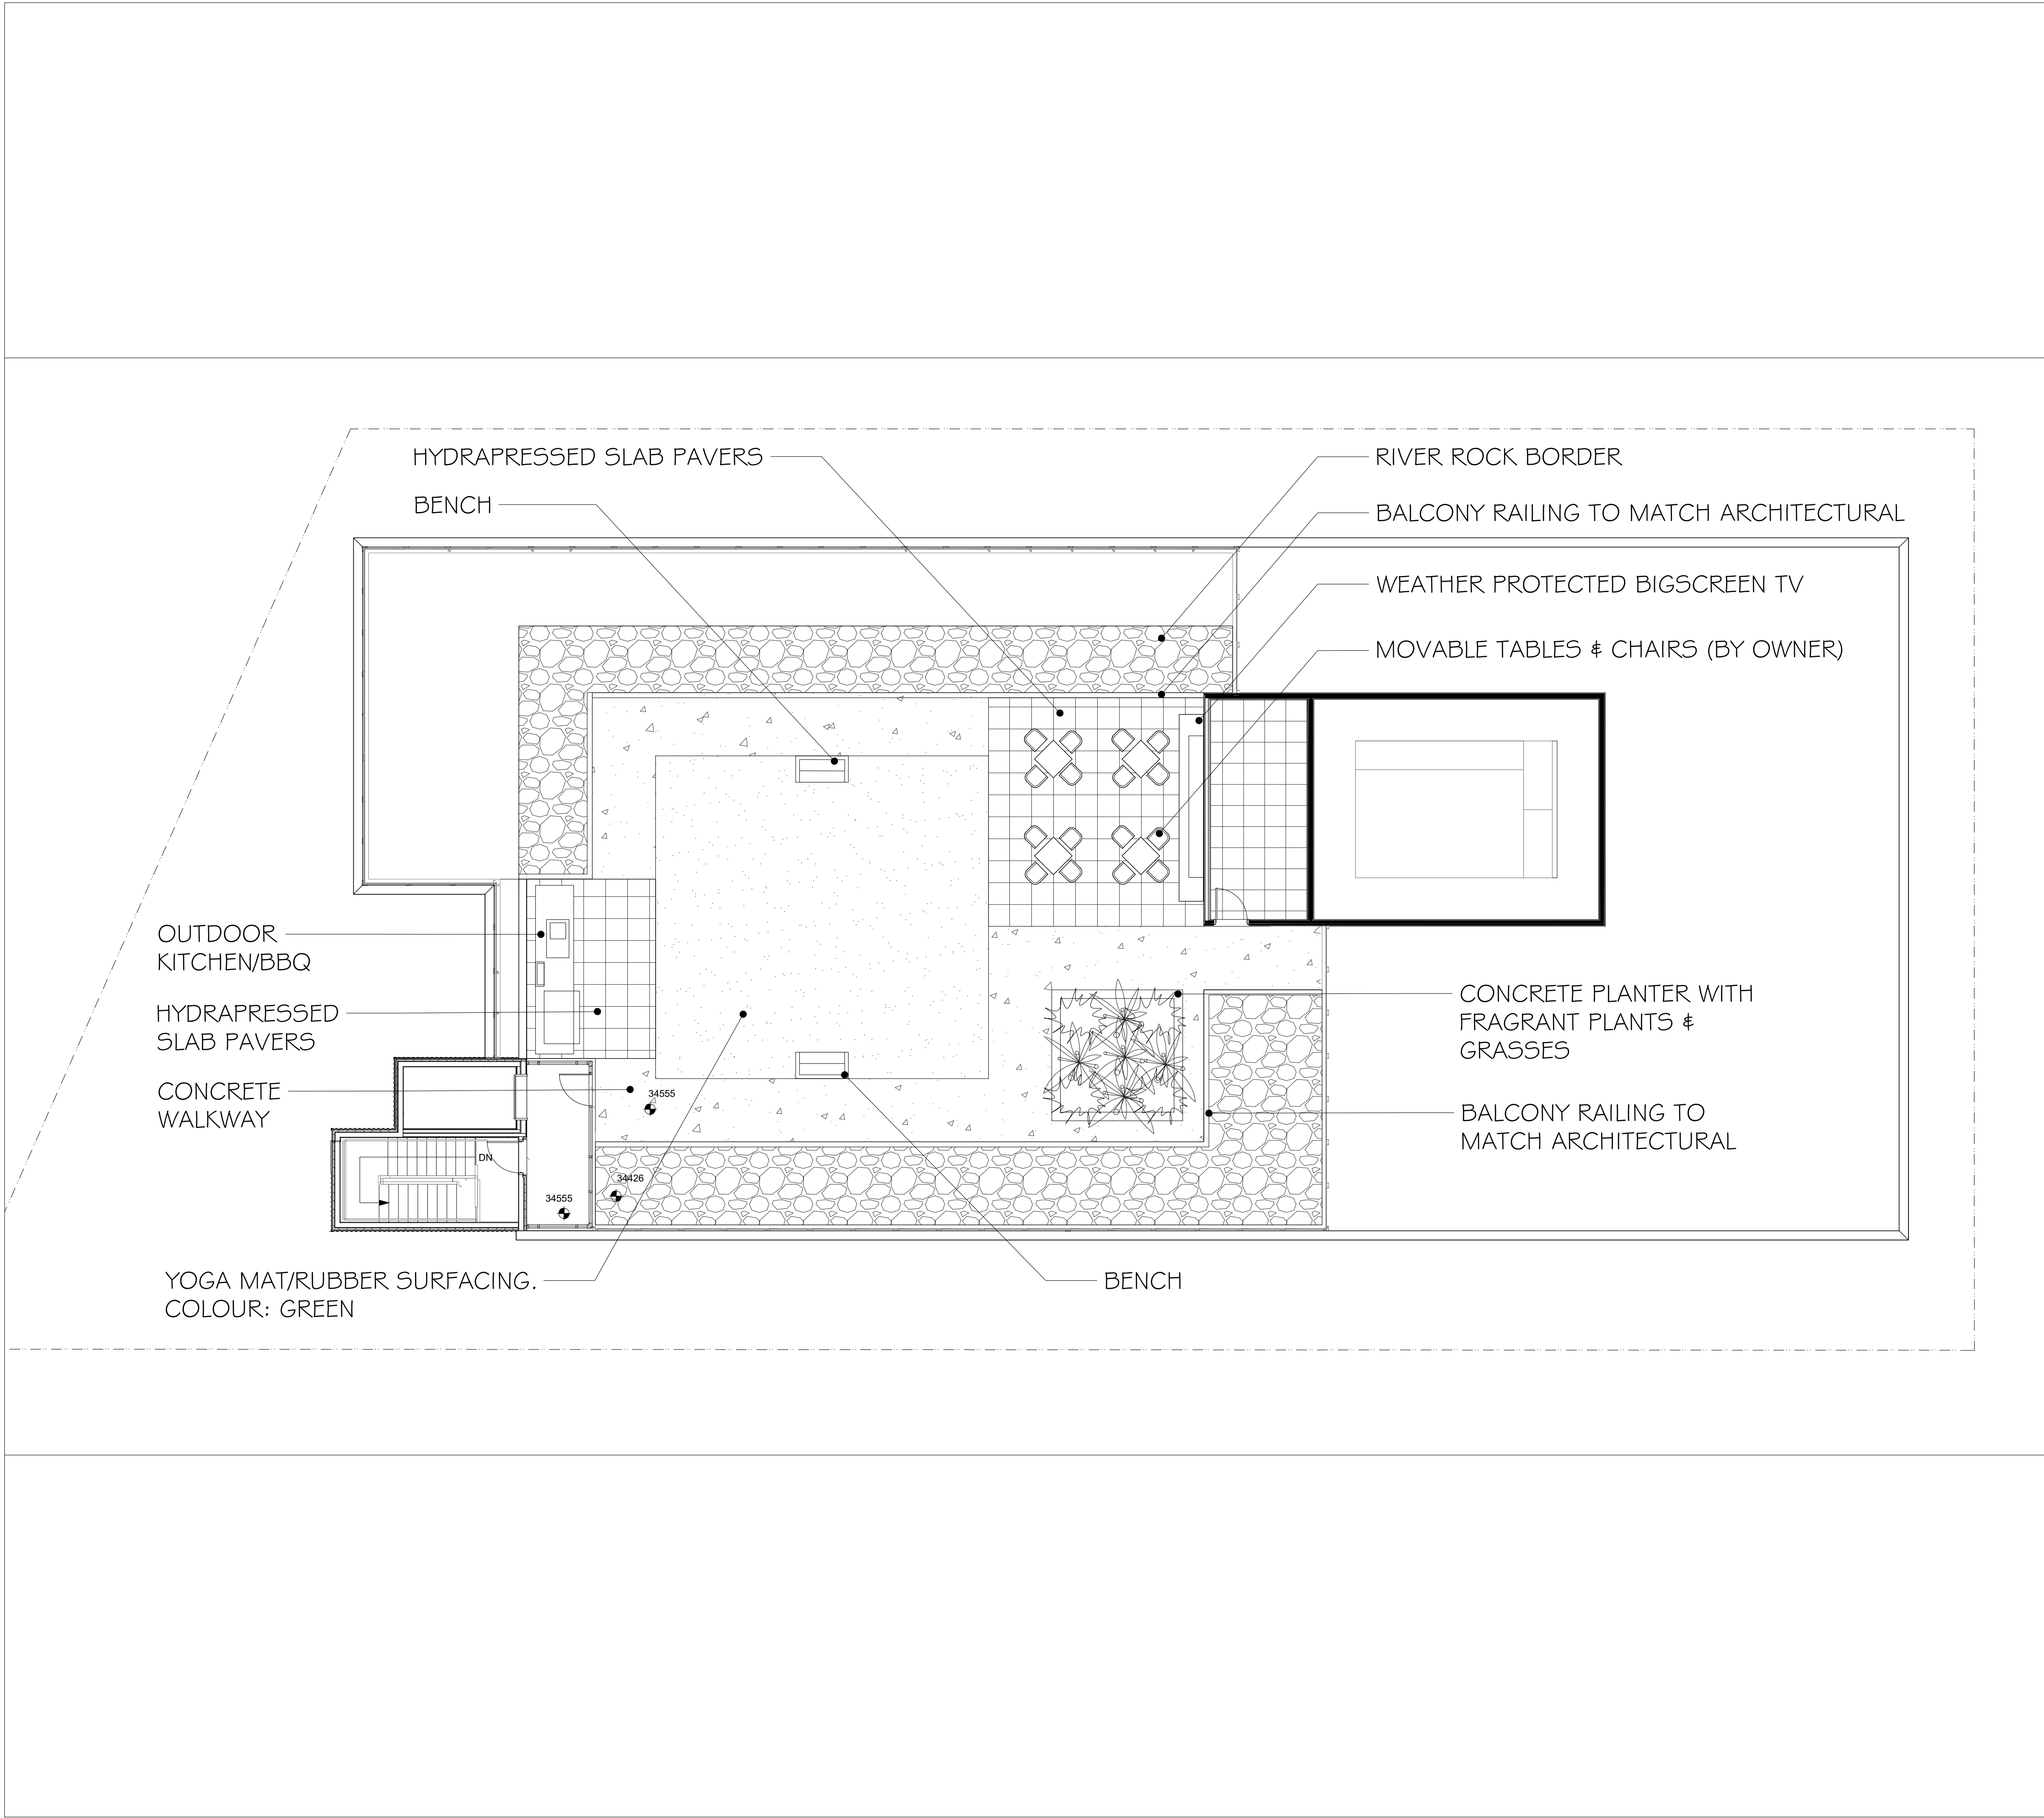 HYDRAPRESSED SLAB PAVERS
BENCH
RIVER ROCK BORDER
BALCONY RAILING TO MATCH ARCHITECTURAL
WEATHER PROTECTED BIGSCREEN TV
MOVABLE TABLES & CHAIRS (BY OWNER)
OUTDOOR
KITCHEN/BBQ
HYDRAPRESSED
SLAB PAVERS
CONCRETE
WALKWAY
CONCRETE PLANTER WITH
FRAGRANT PLANTS &
GRASSES
BALCONY RAILING TO
MATCH ARCHITECTURAL
34555
DN
34426
34555
YOGA MAT/RUBBER SURFACING.
COLOUR: GREEN
BENCH